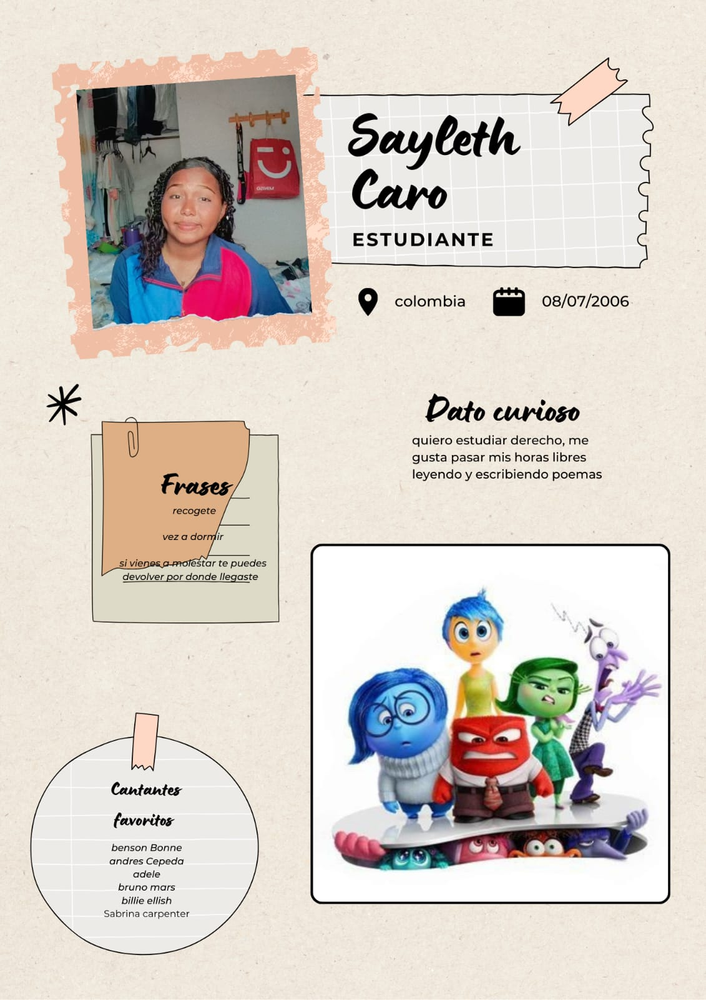 OSINIM
Sayleth
Caro
ESTUDIANTE
colombia
08/07/2006
Dato curioso
quiero estudiar derecho, me
gusta pasar mis horas libres
leyendo y escribiendo poemas
Frases
recogete
vez a dormir
si vienes a molestar te puedes
devolver por donde llegaste
Cantantes
favoritos
benson Bonne
andres Cepeda
adele
bruno mars
billie ellish
Sabrina carpenter